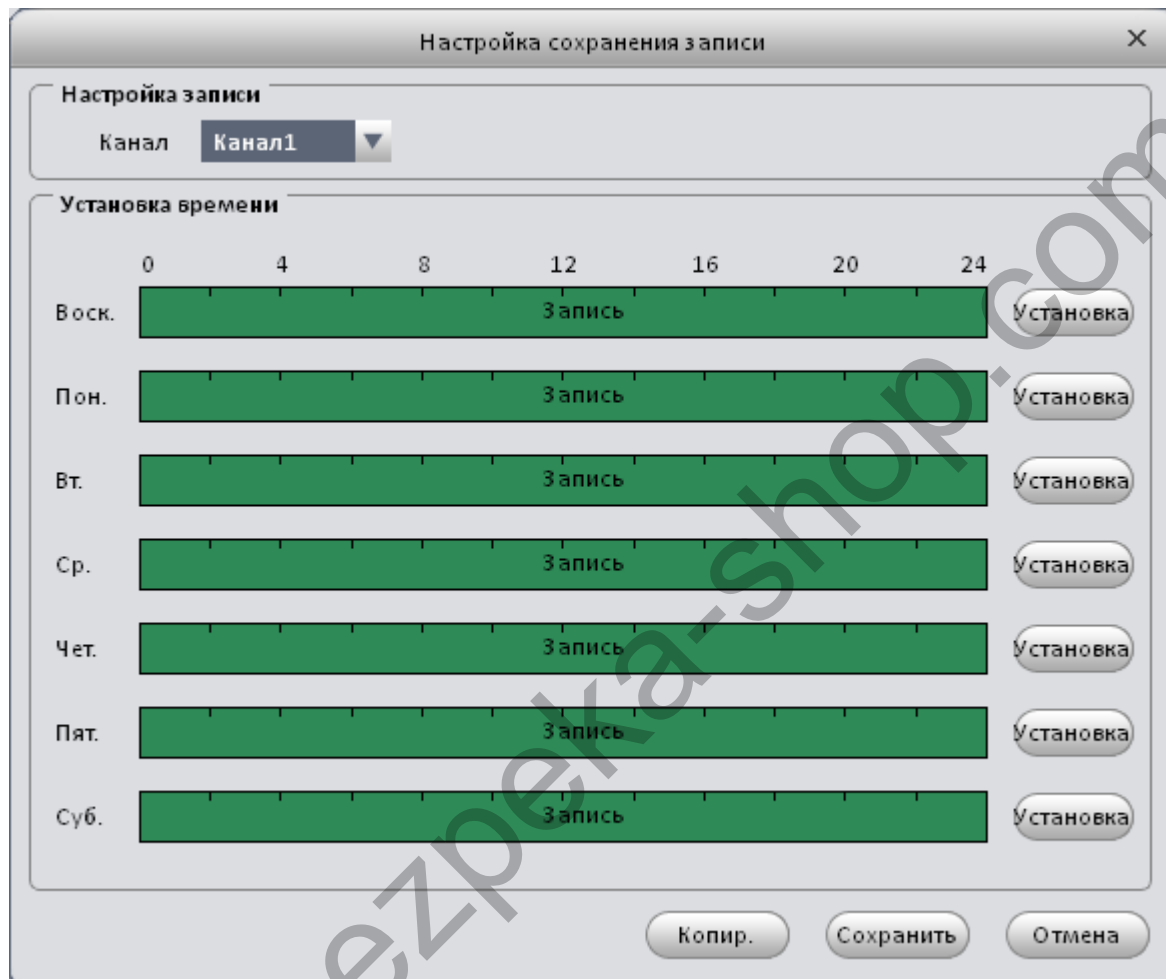 Настройка сохранения записи
Настройка записи
Канал Канал1
Установка времени
0 4 8 12 16 20 24
Воск. Запись Установка
Пон. Запись Установка
Вт. Запись Установка
Ср. Запись Установка
Чет. Запись Установка
Пят. Запись Установка
Суб. Запись Установка
Копир. Сохранить Отмена
ezpeka-shop.com